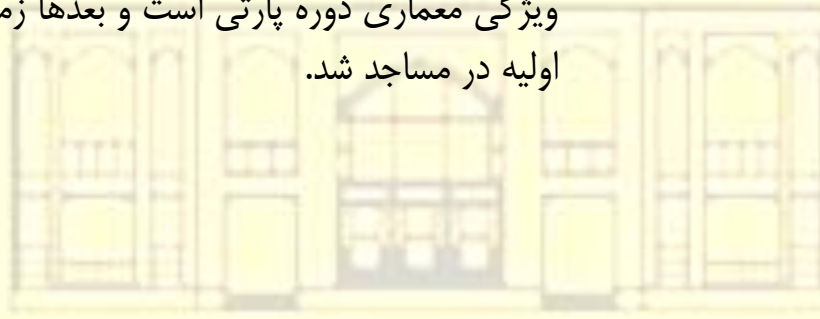 ویژگی معماری دوره پارتی است و بعدها
اولیه در مساجد شد.